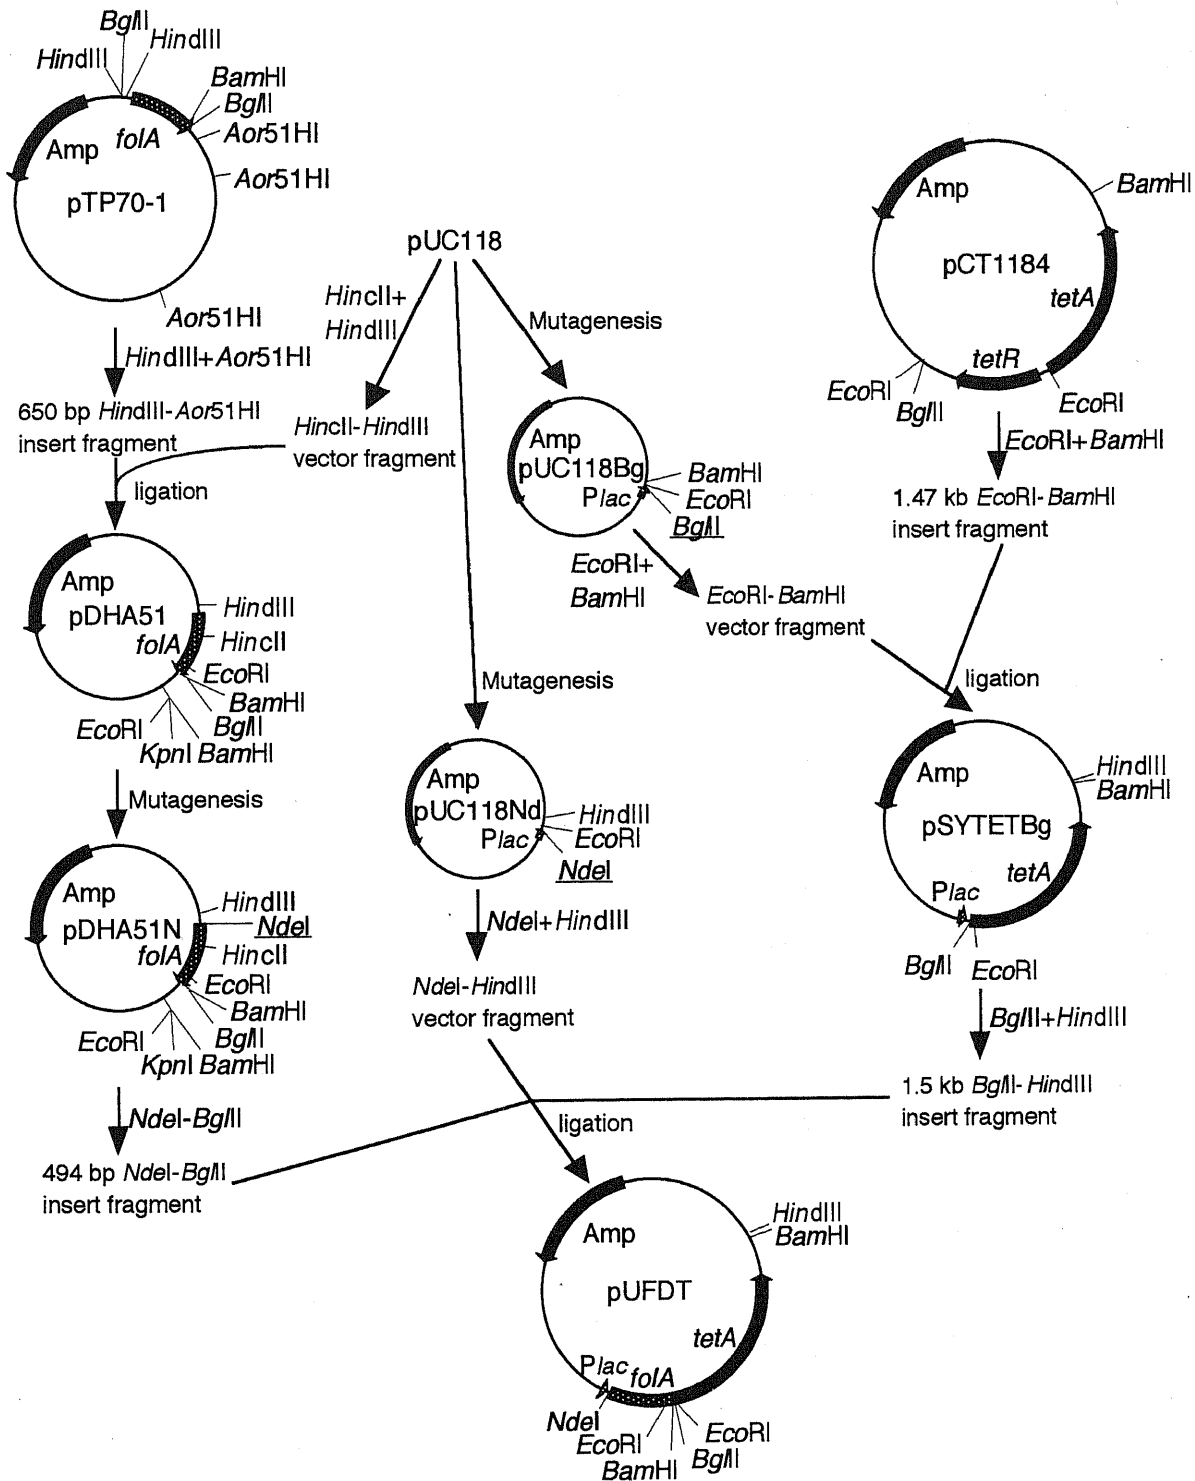 BglII
HindIII
HindIII
BamHI
BglII
Aor51HI
Aor51HI
Amp
folA
pTP70-1
Aor51HI
HindIII+Aor51HI
650 bp HindIII-Aor51HI
insert fragment
ligation
pUC118
HincII+
HindIII
Mutagenesis
HincII-HindIII
vector fragment
Amp
pUC118Bg
Plac
BamHI
EcoRI
BglII
EcoRI+
BamHI
EcoRI-BamHI
vector fragment
Amp
BamHI
pCT1184
tetA
tetR
EcoRI
BglII
EcoRI
EcoRI+BamHI
1.47 kb EcoRI-BamHI
insert fragment
ligation
Amp
pDHA51
folA
HindIII
HincII
EcoRI
BamHI
BglII
EcoRI
KpnI BamHI
Mutagenesis
Mutagenesis
Amp
pUC118Nd
Plac
HindIII
EcoRI
NdeI
NdeI+HindIII
NdeI-HindIII
vector fragment
Amp
HindIII
BamHI
pSYTETBg
tetA
Plac
BglII
EcoRI
BglII+HindIII
1.5 kb BglII-HindIII
insert fragment
Amp
pDHA51N
folA
HindIII
NdeI
HincII
EcoRI
BamHI
BglII
EcoRI
KpnI BamHI
NdeI-BglII
494 bp NdeI-BglII
insert fragment
ligation
Amp
HindIII
BamHI
pUFDT
tetA
Plac
folA
NdeI
EcoRI
BamHI
BglII
EcoRI